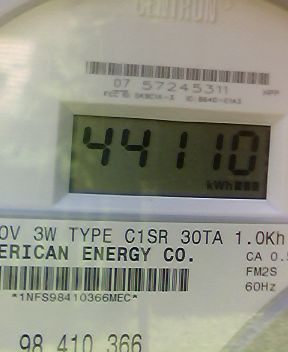 CENTRON
07 57245311
44110
kWh
0V 3W TYPE C1SR 30TA 1.0Kh
ERICAN ENERGY CO.
CA 0.5
FM2S
*1NFS98410366MEC*
60Hz
98 410 366